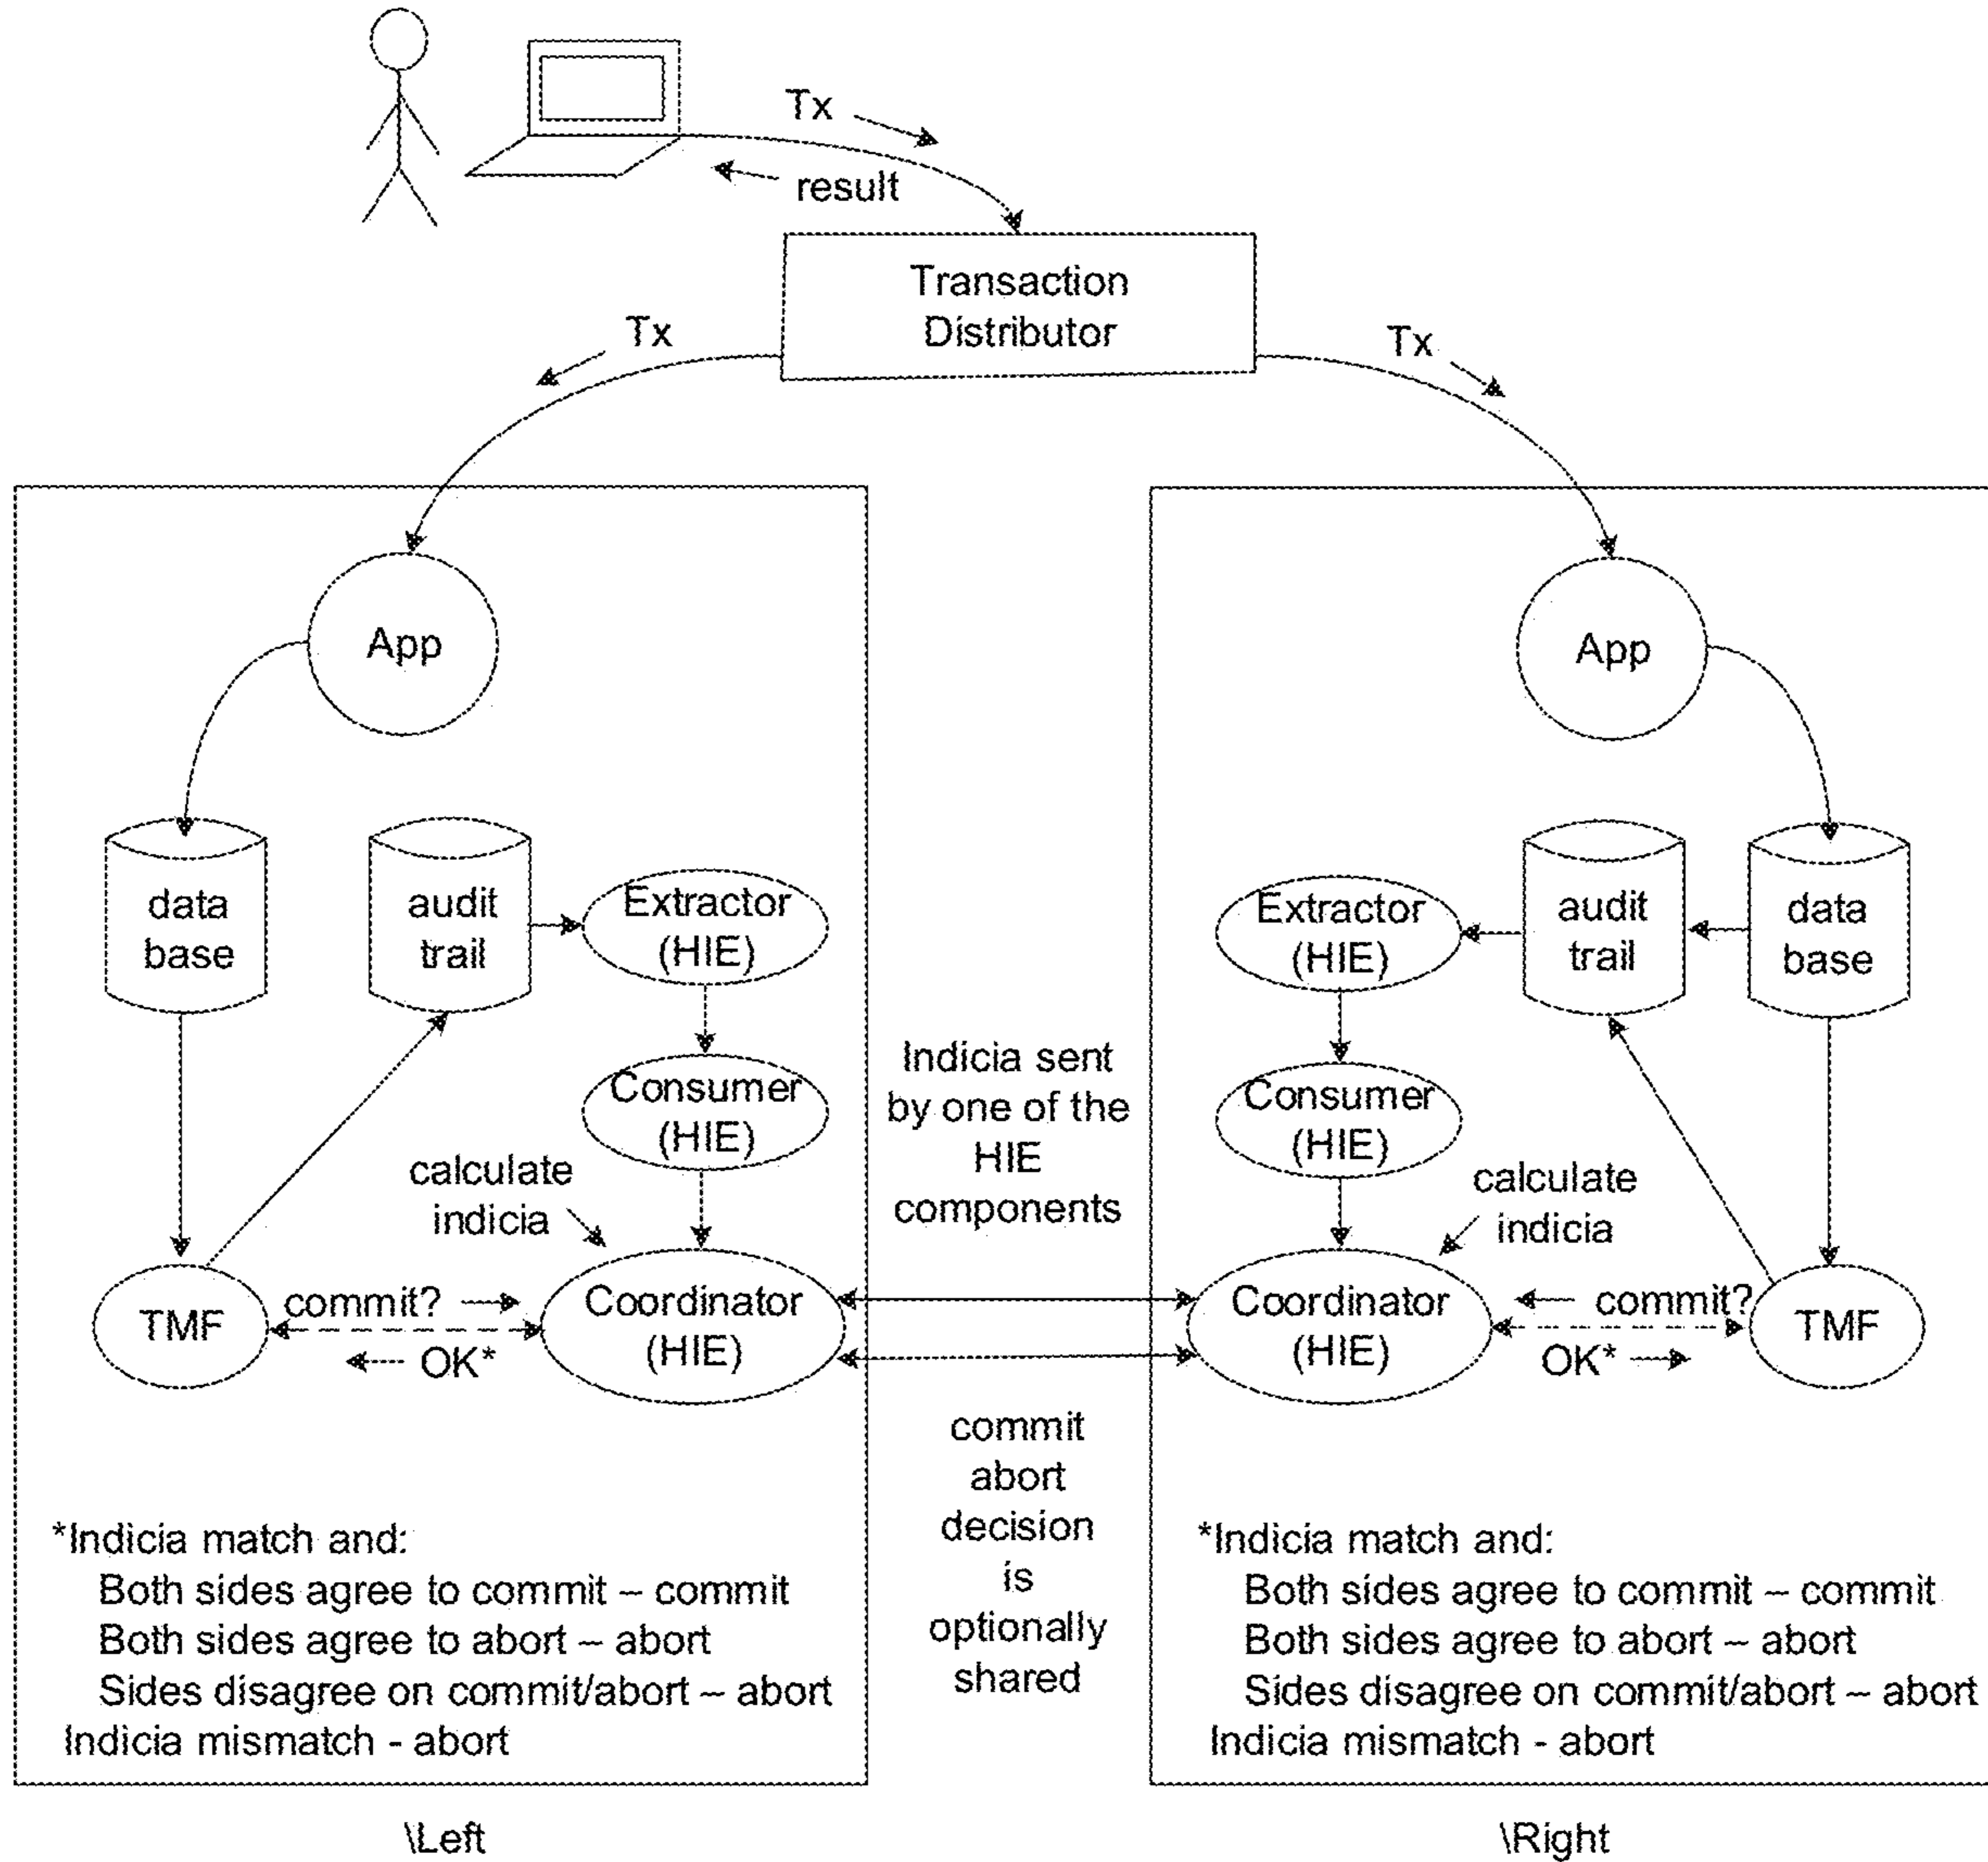 Tx
result
Transaction
Distributor
Tx
Tx
App
data
base
audit
trail
Extractor
(HIE)
Consumer
(HIE)
calculate
indicia
TMF
commit?
OK*
Coordinator
(HIE)
*Indicia match and:
Both sides agree to commit – commit
Both sides agree to abort – abort
Sides disagree on commit/abort – abort
Indicia mismatch - abort
\Left
Indicia sent
by one of the
HIE
components
commit
abort
decision
is
optionally
shared
App
Extractor
(HIE)
audit
trail
data
base
Consumer
(HIE)
calculate
indicia
Coordinator
(HIE)
commit?
OK*
TMF
*Indicia match and:
Both sides agree to commit – commit
Both sides agree to abort – abort
Sides disagree on commit/abort – abort
Indicia mismatch - abort
\Right